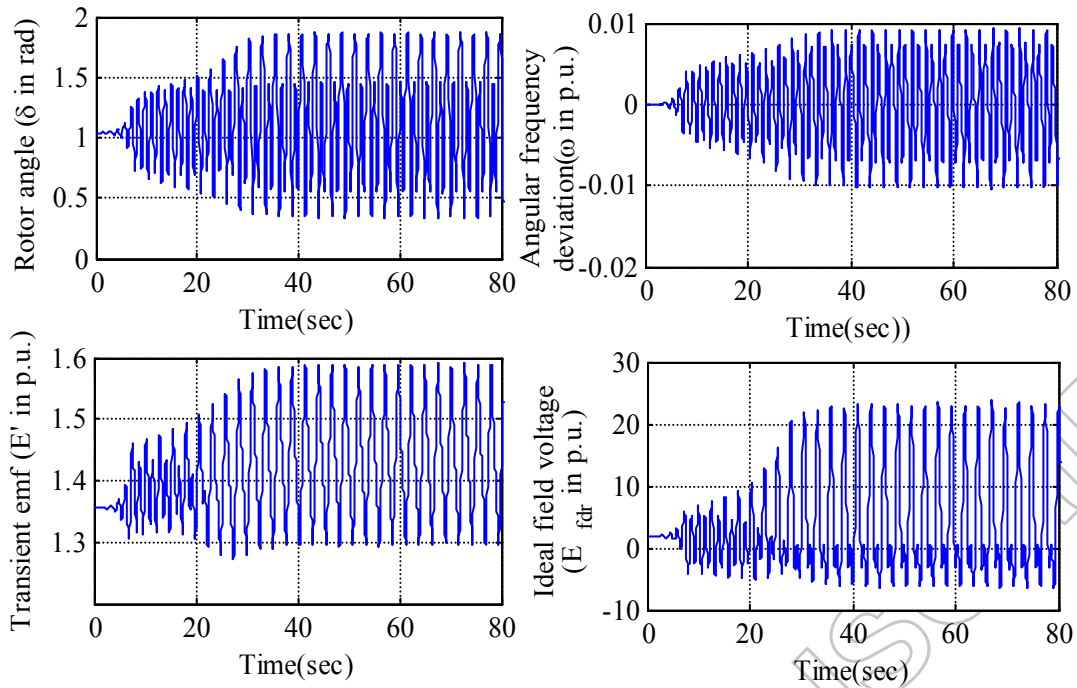 Rotor angle (δ in rad)
2
1.5
1
0.5
0
0 20 40 60 80
Time(sec)
Angular frequency
deviation(ω in p.u.)
0.01
0
-0.01
-0.02
0 20 40 60 80
Time(sec))
Transient emf (E' in p.u.)
1.6
1.5
1.4
1.3
0 20 40 60 80
Time(sec)
Ideal field voltage
(E fdr in p.u.)
30
20
10
0
-10
0 20 40 60 80
Time(sec)